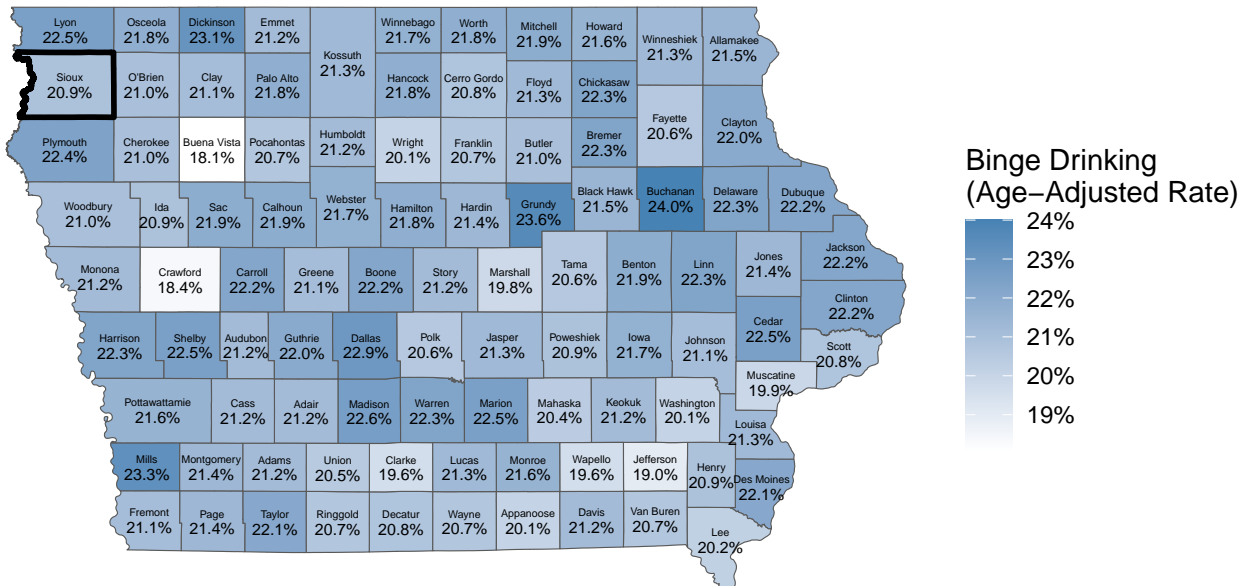 Lyon
22.5%
Osceola
21.8%
Dickinson
23.1%
Emmet
21.2%
Winnebago
21.7%
Worth
21.8%
Mitchell
21.9%
Howard
21.6%
Winneshiek
21.3%
Allamakee
21.5%
Kossuth
21.3%
Sioux
20.9%
O'Brien
21.0%
Clay
21.1%
Palo Alto
21.8%
Hancock
21.8%
Cerro Gordo
20.8%
Floyd
21.3%
Chickasaw
22.3%
Fayette
20.6%
Clayton
22.0%
Plymouth
22.4%
Cherokee
21.0%
Buena Vista
18.1%
Pocahontas
20.7%
Humboldt
21.2%
Wright
20.1%
Franklin
20.7%
Butler
21.0%
Bremer
22.3%
Woodbury
21.0%
Ida
20.9%
Sac
21.9%
Calhoun
21.9%
Webster
21.7%
Hamilton
21.8%
Hardin
21.4%
Grundy
23.6%
Black Hawk
21.5%
Buchanan
24.0%
Delaware
22.3%
Dubuque
22.2%
Monona
21.2%
Crawford
18.4%
Carroll
22.2%
Greene
21.1%
Boone
22.2%
Story
21.2%
Marshall
19.8%
Tama
20.6%
Benton
21.9%
Linn
22.3%
Jones
21.4%
Jackson
22.2%
Clinton
22.2%
Harrison
22.3%
Shelby
22.5%
Audubon
21.2%
Guthrie
22.0%
Dallas
22.9%
Polk
20.6%
Jasper
21.3%
Poweshiek
20.9%
Iowa
21.7%
Johnson
21.1%
Cedar
22.5%
Scott
20.8%
Muscatine
19.9%
Pottawattamie
21.6%
Cass
21.2%
Adair
21.2%
Madison
22.6%
Warren
22.3%
Marion
22.5%
Mahaska
20.4%
Keokuk
21.2%
Washington
20.1%
Louisa
21.3%
Mills
23.3%
Montgomery
21.4%
Adams
21.2%
Union
20.5%
Clarke
19.6%
Lucas
21.3%
Monroe
21.6%
Wapello
19.6%
Jefferson
19.0%
Henry
20.9%
Des Moines
22.1%
Fremont
21.1%
Page
21.4%
Taylor
22.1%
Ringgold
20.7%
Decatur
20.8%
Wayne
20.7%
Appanoose
20.1%
Davis
21.2%
Van Buren
20.7%
Lee
20.2%
Binge Drinking
(Age−Adjusted Rate)
24%
23%
22%
21%
20%
19%